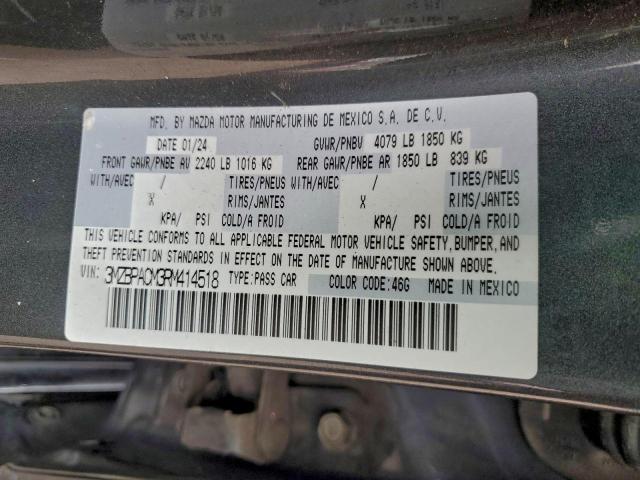 MFD. BY MAZDA MOTOR MANUFACTURING DE MEXICO S.A. DE C.V.
DATE 01/24 GVWR/PNBV 4079 LB 1850 KG
FRONT GAWR/PNBE AV 2240 LB 1016 KG REAR GAWR/PNBE AR 1850 LB 839 KG
WITH/AVEC / TIRES/PNEUS WITH/AVEC / TIRES/PNEUS
X RIMS/JANTES X RIMS/JANTES
KPA/ PSI COLD/A FROID KPA/ PSI COLD/A FROID
THIS VEHICLE CONFORMS TO ALL APPLICABLE FEDERAL MOTOR VEHICLE SAFETY, BUMPER, AND
THEFT PREVENTION STANDARDS IN EFFECT ON THE DATE OF MANUFACTURE SHOWN ABOVE.
VIN: 3MZBPACM3RM414518 TYPE:PASS CAR COLOR CODE:46G MADE IN MEXICO